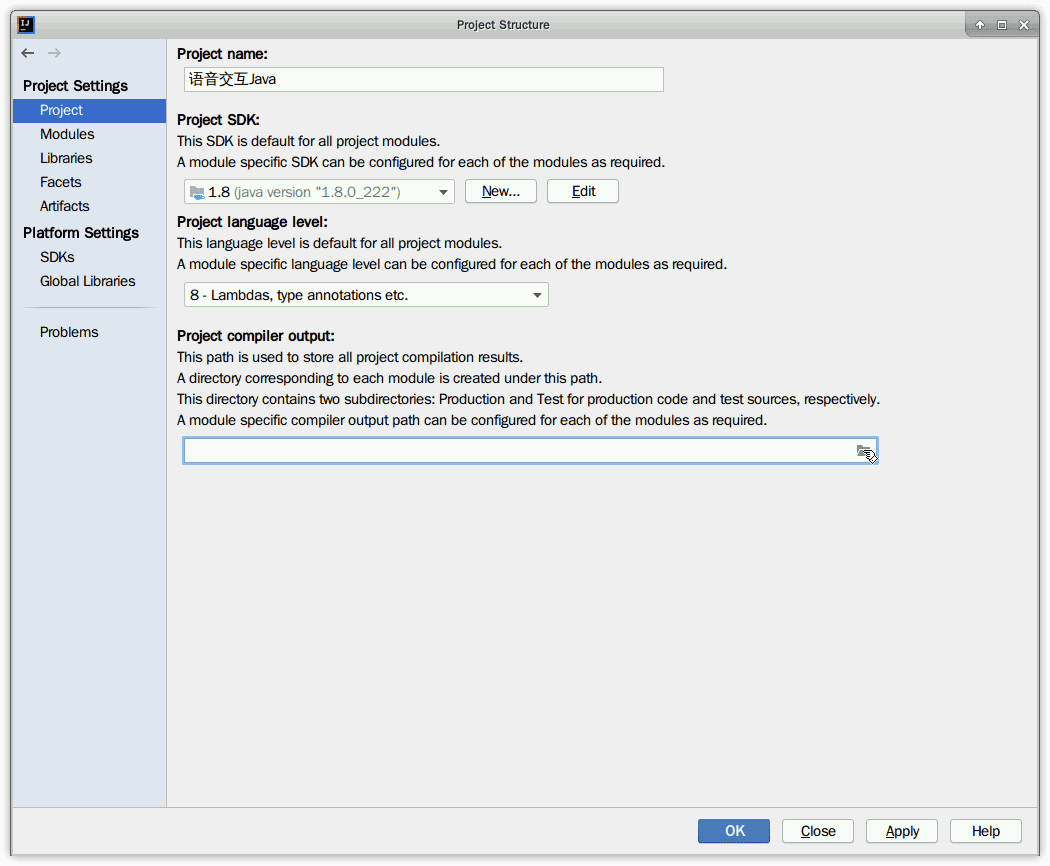 Project Structure
Project name:
语音交互Java
Project Settings
Project
Modules
Libraries
Facets
Artifacts
Platform Settings
SDKs
Global Libraries
Problems
Project SDK:
This SDK is default for all project modules.
A module specific SDK can be configured for each of the modules as required.
1.8 (java version "1.8.0_222")
New...
Edit
Project language level:
This language level is default for all project modules.
A module specific language level can be configured for each of the modules as required.
8 - Lambdas, type annotations etc.
Project compiler output:
This path is used to store all project compilation results.
A directory corresponding to each module is created under this path.
This directory contains two subdirectories: Production and Test for production code and test sources, respectively.
A module specific compiler output path can be configured for each of the modules as required.
OK
Close
Apply
Help